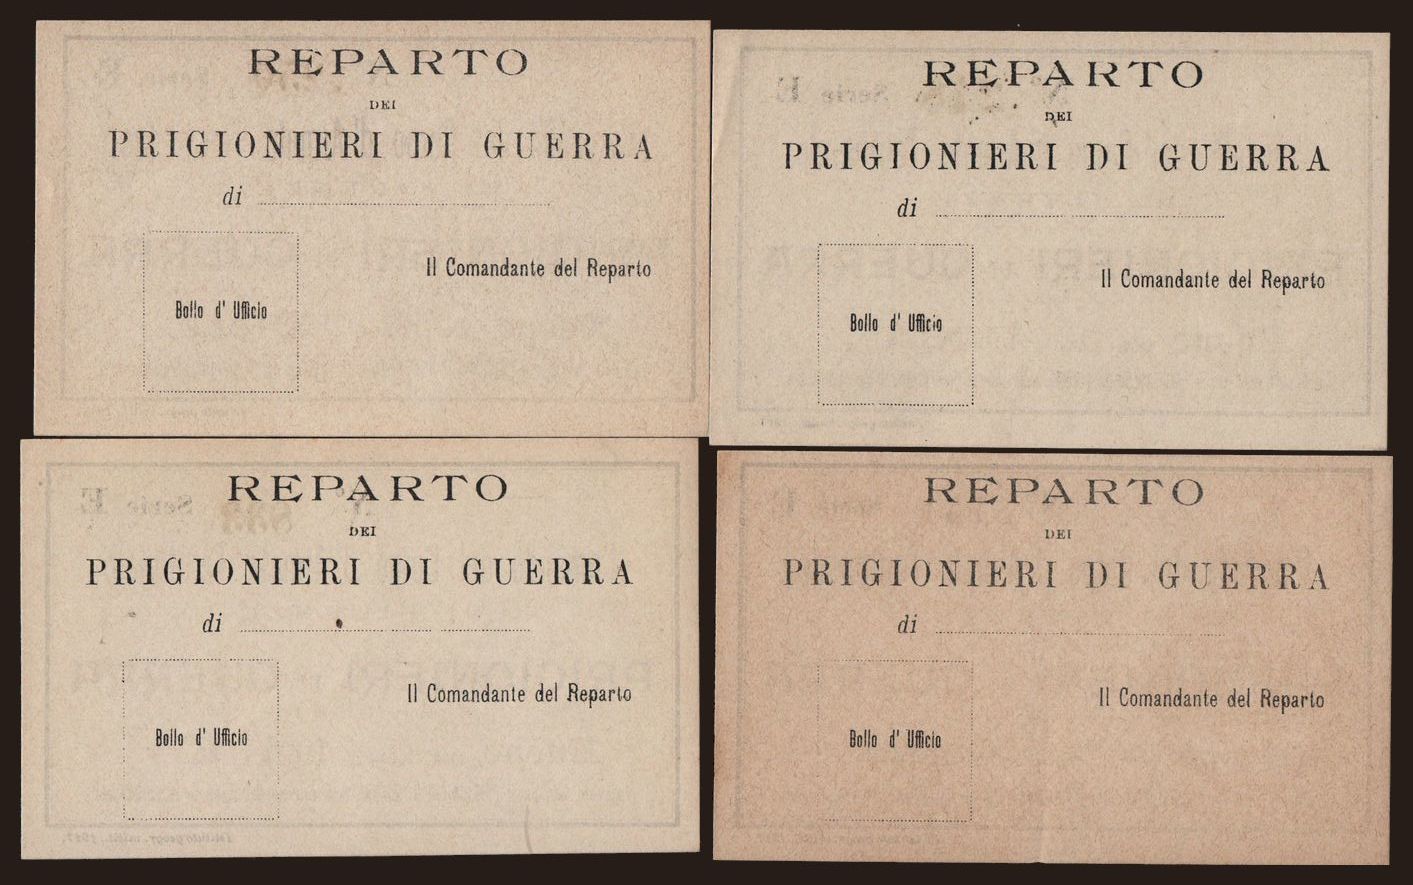 REPARTO
DEI
PRIGIONIERI DI GUERRA
di
Il Comandante del Reparto
Bollo d' Ufficio
REPARTO
DEI
PRIGIONIERI DI GUERRA
di
Il Comandante del Reparto
Bollo d' Ufficio
REPARTO
DEI
PRIGIONIERI DI GUERRA
di
Il Comandante del Reparto
Bollo d' Ufficio
REPARTO
DEI
PRIGIONIERI DI GUERRA
di
Il Comandante del Reparto
Bollo d' Ufficio